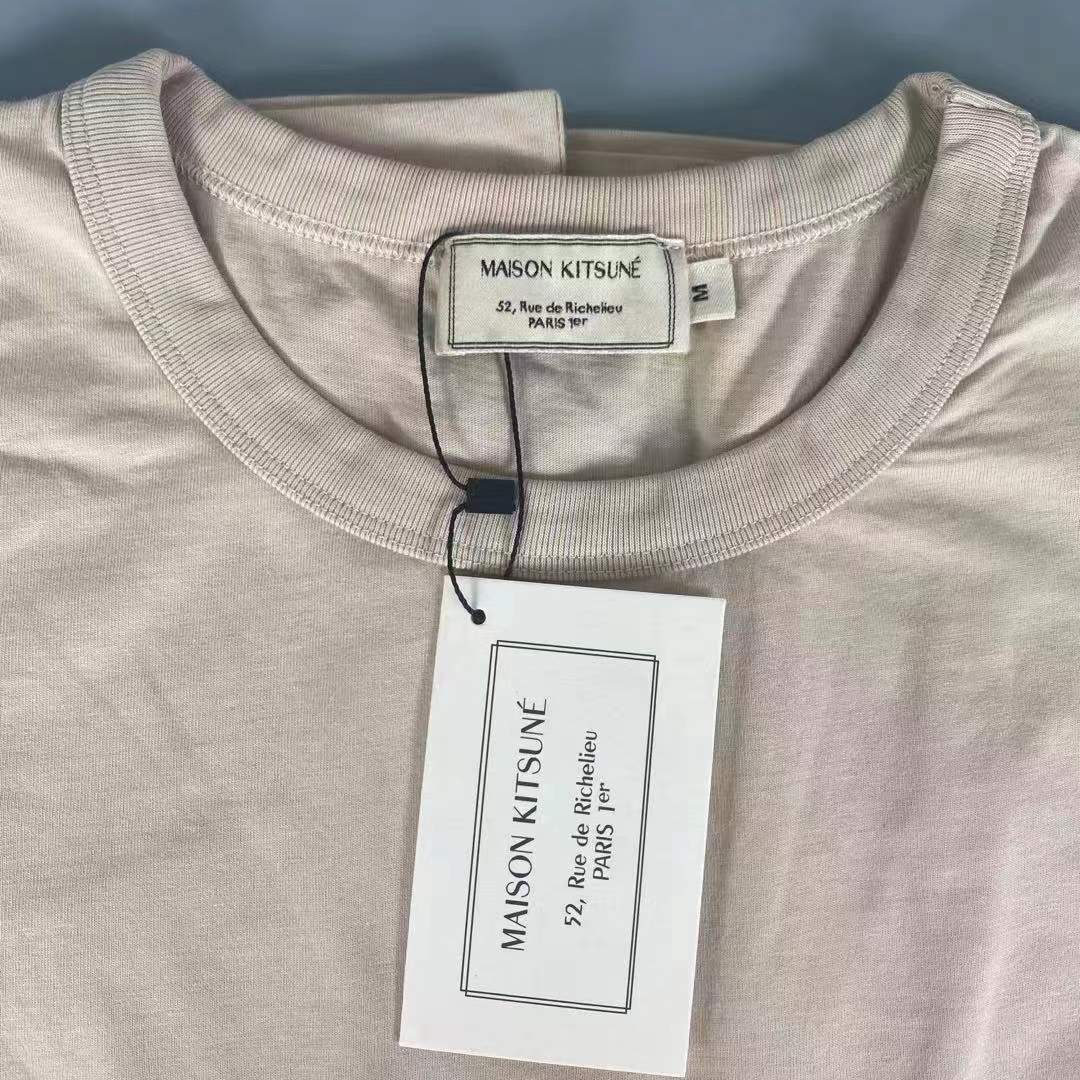 MAISON KITSUNÉ
52, Rue de Richelieu
PARIS 1er
M
MAISON KITSUNÉ
52, Rue de Richelieu
PARIS 1er